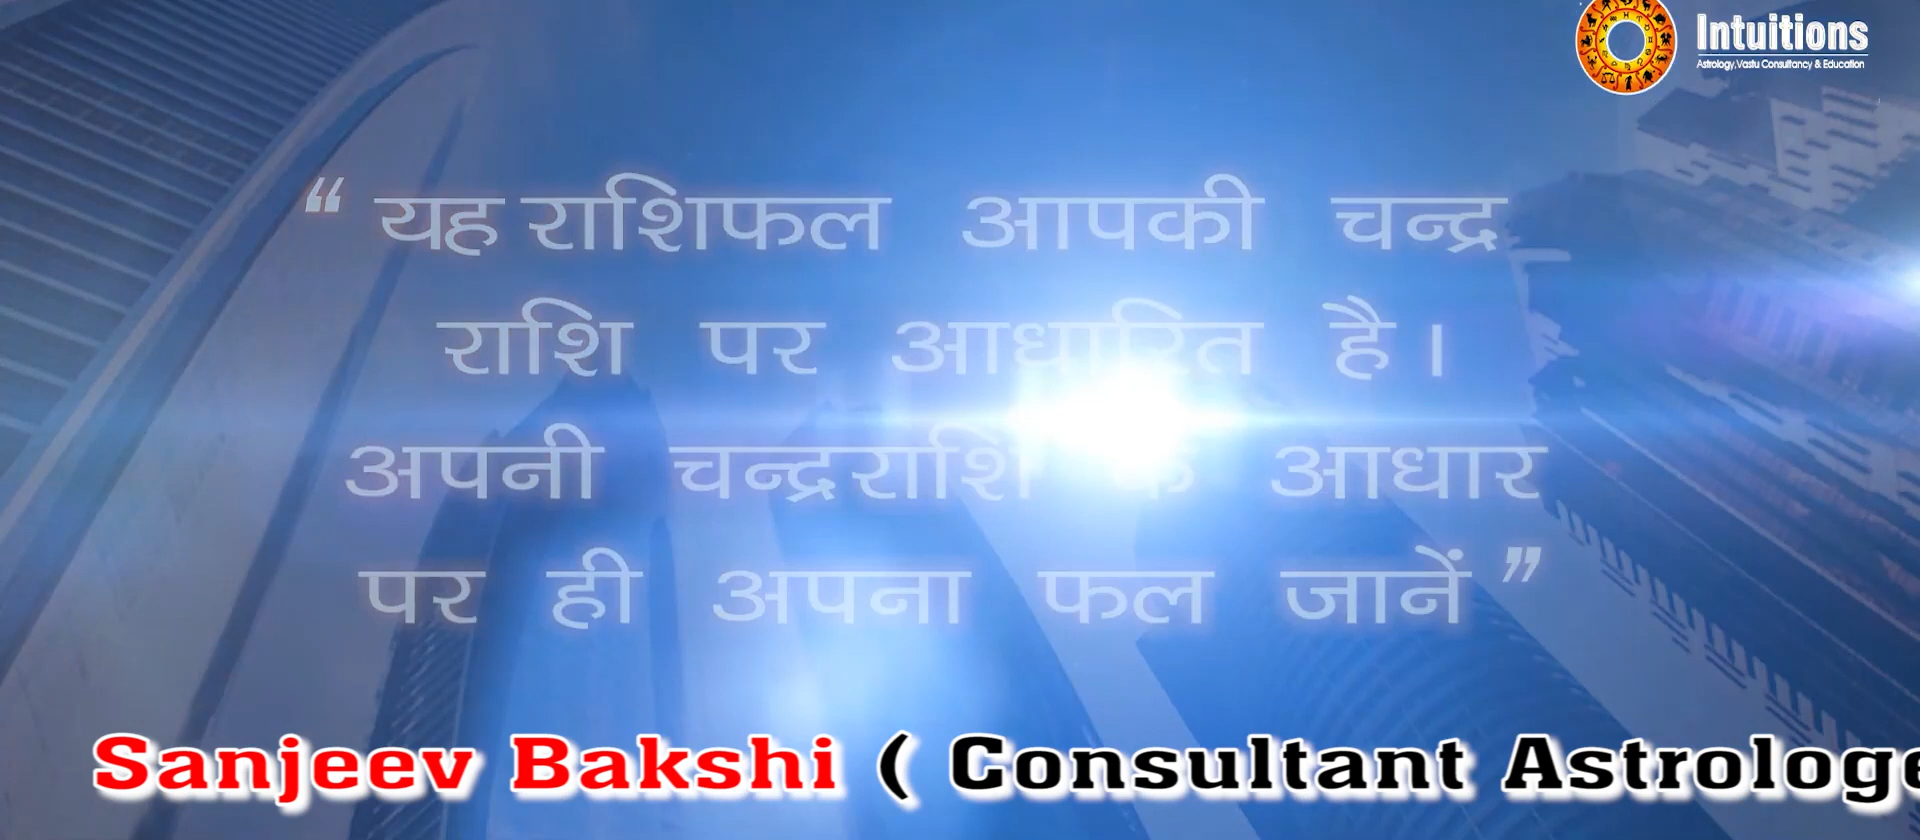 Intuitions
Astrology,Vastu Consultancy & Education
“ यह राशिफल आपकी चन्द्र
राशि पर आधारित है ।
अपनी चन्द्रराशि के आधार
पर ही अपना फल जानें ”
Sanjeev Bakshi ( Consultant Astrologe